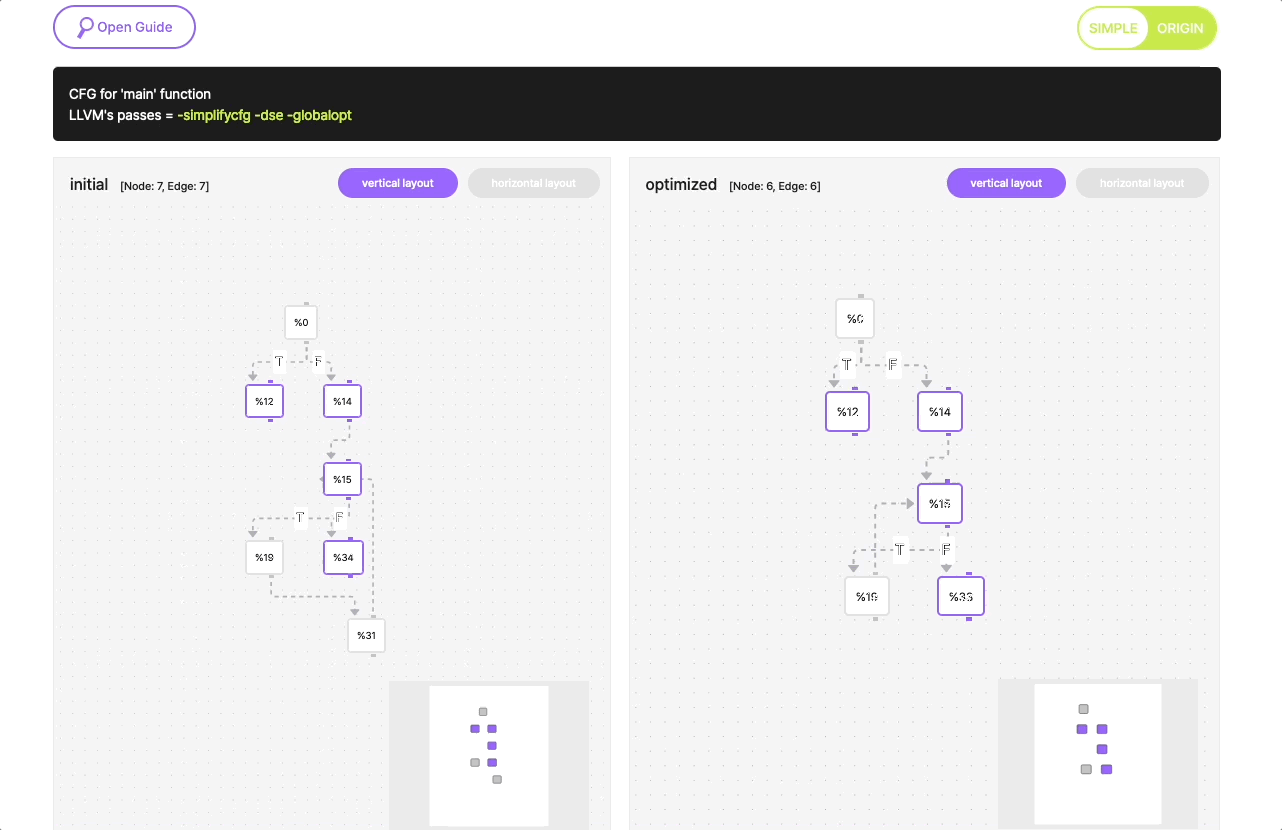 Open Guide
SIMPLE ORIGIN
CFG for 'main' function
LLVM's passes = -simplifycfg -dse -globalopt
initial [Node: 7, Edge: 7] vertical layout horizontal layout
%0
T F
%12 %14
%15
T F
%19 %34
%31
optimized [Node: 6, Edge: 6] vertical layout horizontal layout
%0
T F
%12 %14
%15
T F
%19 %33